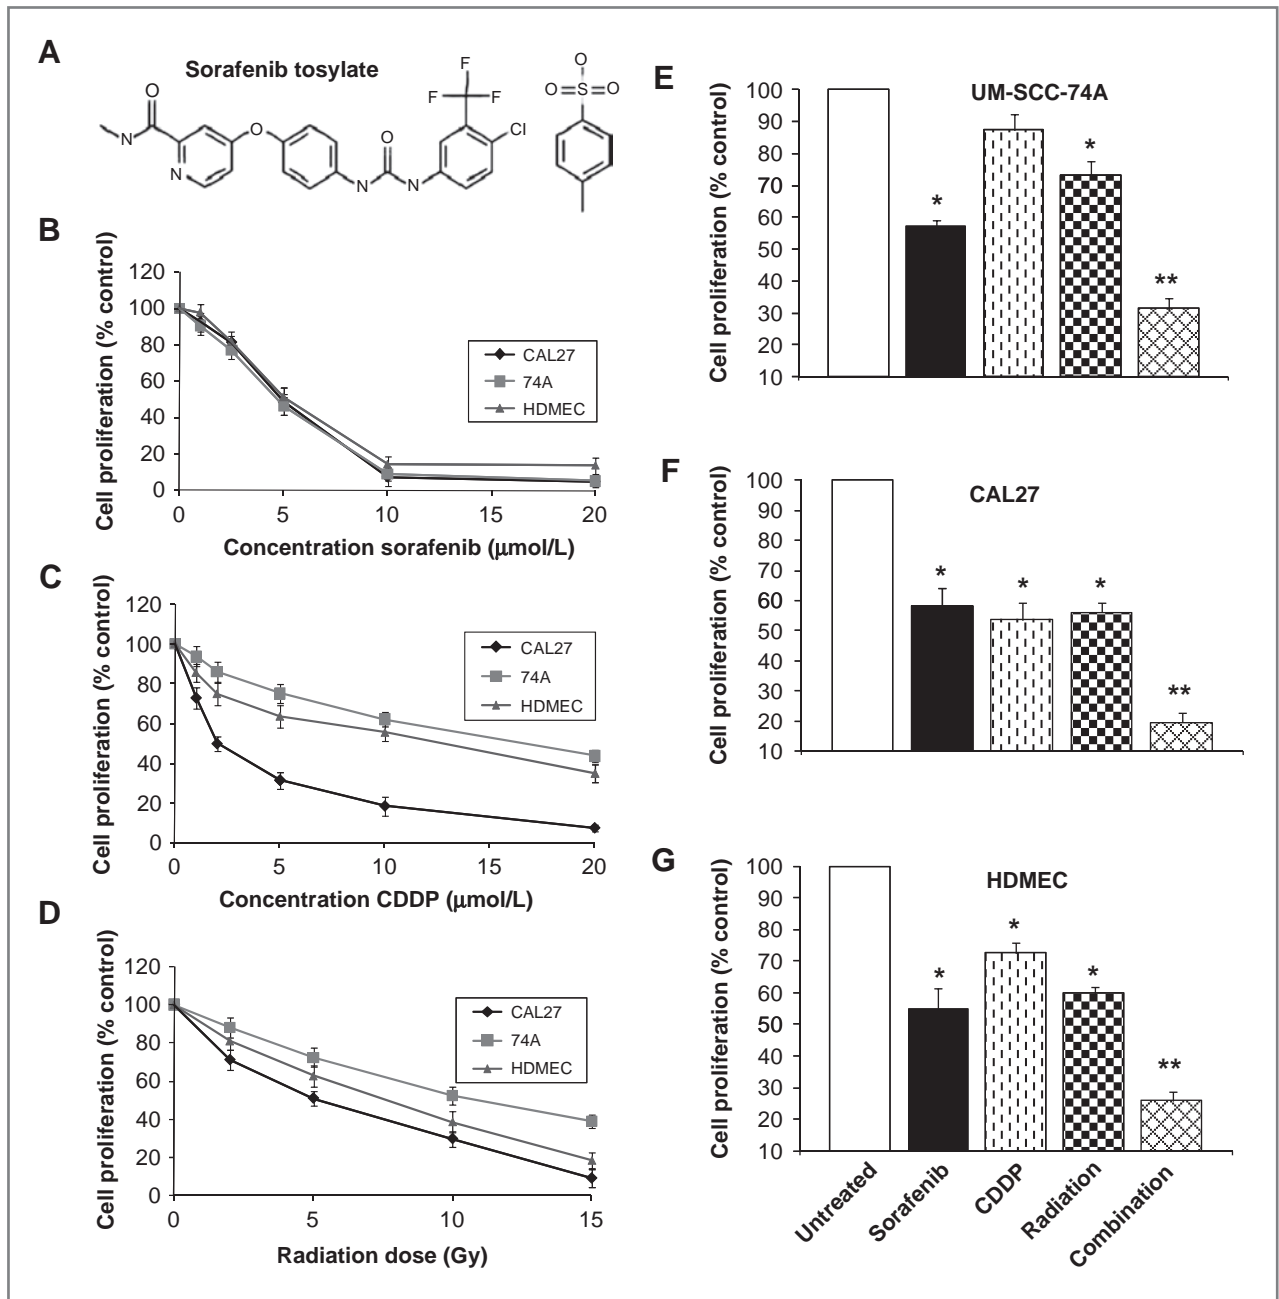 A
Sorafenib tosylate
O
N
N
O
N
O
N
F
F
F
Cl
O
O=S=O
B
Cell proliferation (% control)
120
100
80
60
40
20
0
0 5 10 15 20
CAL27
74A
HDMEC
Concentration sorafenib (μmol/L)
C
Cell proliferation (% control)
120
100
80
60
40
20
0
0 5 10 15 20
CAL27
74A
HDMEC
Concentration CDDP (μmol/L)
D
Cell proliferation (% control)
120
100
80
60
40
20
0
0 5 10 15
CAL27
74A
HDMEC
Radiation dose (Gy)
E
UM-SCC-74A
Cell proliferation (% control)
100
90
80
70
60
50
40
30
20
10
*
*
**
F
CAL27
Cell proliferation (% control)
100
90
80
70
60
50
40
30
20
10
*
*
*
**
G
HDMEC
Cell proliferation (% control)
100
90
80
70
60
50
40
30
20
10
*
*
*
**
Untreated
Sorafenib
CDDP
Radiation
Combination